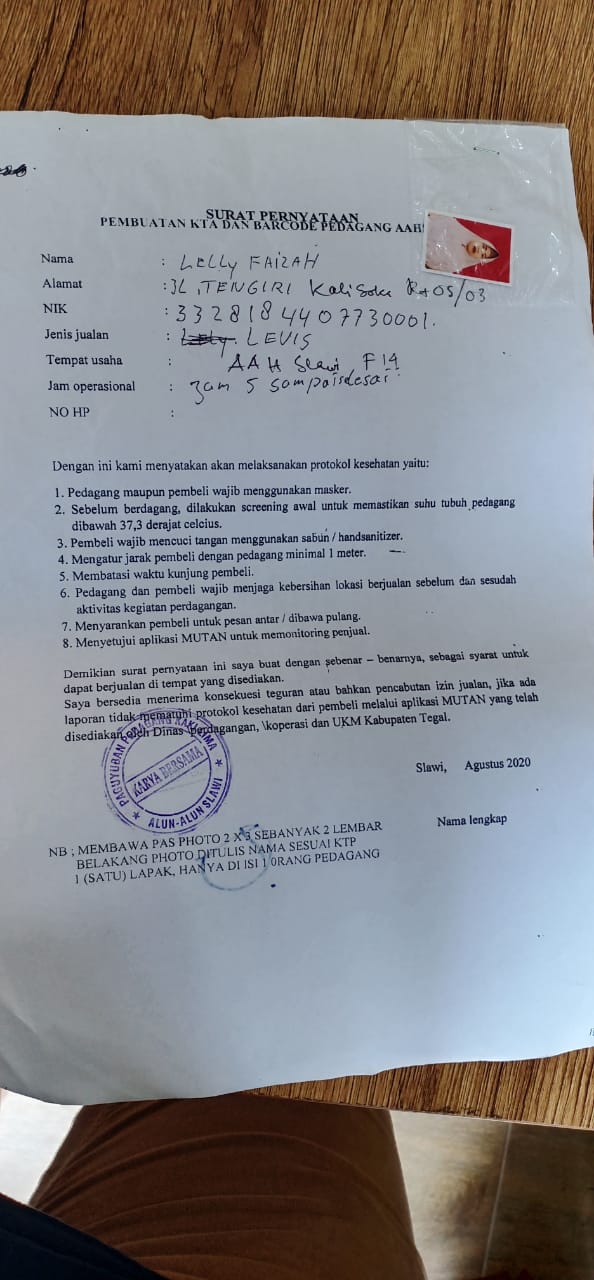 SURAT PERNYATAAN
PEMBUATAN KTA DAN BARCODE PEDAGANG AAH
Nama : LELLY FAIZAH
Alamat : JL. TENGIRI Kalisoka Rt 05/03
NIK : 3328184407730001.
Jenis jualan : LEVIS
Tempat usaha : AAH Slawi F 19
Jam operasional : Jam 5 Sampai
NO HP :
Dengan ini kami menyatakan akan melaksanakan protokol kesehatan yaitu:
1. Pedagang maupun pembeli wajib menggunakan masker.
2. Sebelum berdagang, dilakukan screening awal untuk memastikan suhu tubuh pedagang
dibawah 37,3 derajat celcius.
3. Pembeli wajib mencuci tangan menggunakan sabun / handsanitizer.
4. Mengatur jarak pembeli dengan pedagang minimal 1 meter.
5. Membatasi waktu kunjung pembeli.
6. Pedagang dan pembeli wajib menjaga kebersihan lokasi berjualan sebelum dan sesudah
aktivitas kegiatan perdagangan.
7. Menyarankan pembeli untuk pesan antar / dibawa pulang.
8. Menyetujui aplikasi MUTAN untuk memonitoring penjual.
Demikian surat pernyataan ini saya buat dengan sebenar – benarnya, sebagai syarat untuk
dapat berjualan di tempat yang disediakan.
Saya bersedia menerima konsekuesi teguran atau bahkan pencabutan izin jualan, jika ada
laporan tidak mematuhi protokol kesehatan dari pembeli melalui aplikasi MUTAN yang telah
disediakan oleh Dinas \perdagangan, \koperasi dan UKM Kabupaten Tegal.
PAGUYUBAN PEDAGANG KAKI LIMA
KARYA BERSAMA
ALUN-ALUN SLAWI
Slawi, Agustus 2020
Nama lengkap
NB ; MEMBAWA PAS PHOTO 2 X 3 SEBANYAK 2 LEMBAR
BELAKANG PHOTO DITULIS NAMA SESUAI KTP
1 (SATU) LAPAK, HANYA DI ISI 1 0RANG PEDAGANG